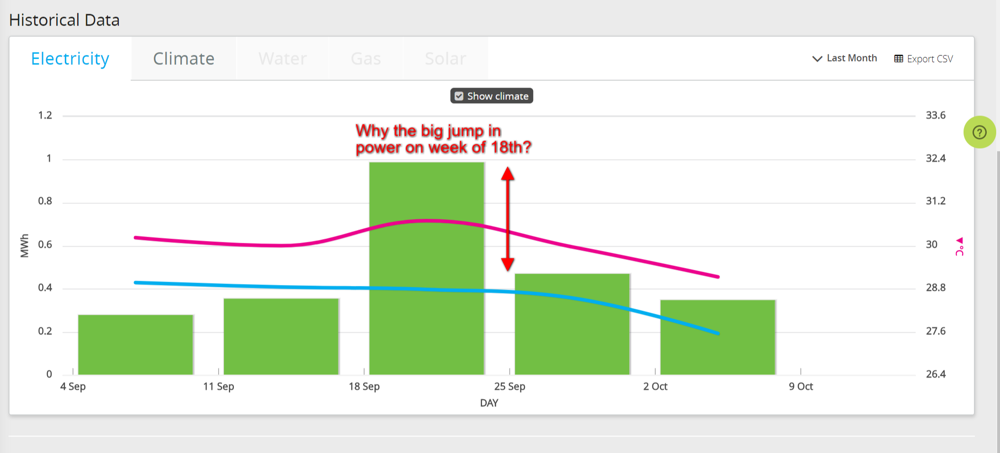 Historical Data
Electricity Climate Water Gas Solar Last Month Export CSV
Show climate
1.2 33.6
Why the big jump in
power on week of 18th?
1 32.4
0.8 31.2
0.6 30
0.4 28.8
0.2 27.6
0 26.4
MWh
°C
4 Sep 11 Sep 18 Sep 25 Sep 2 Oct 9 Oct
DAY
?